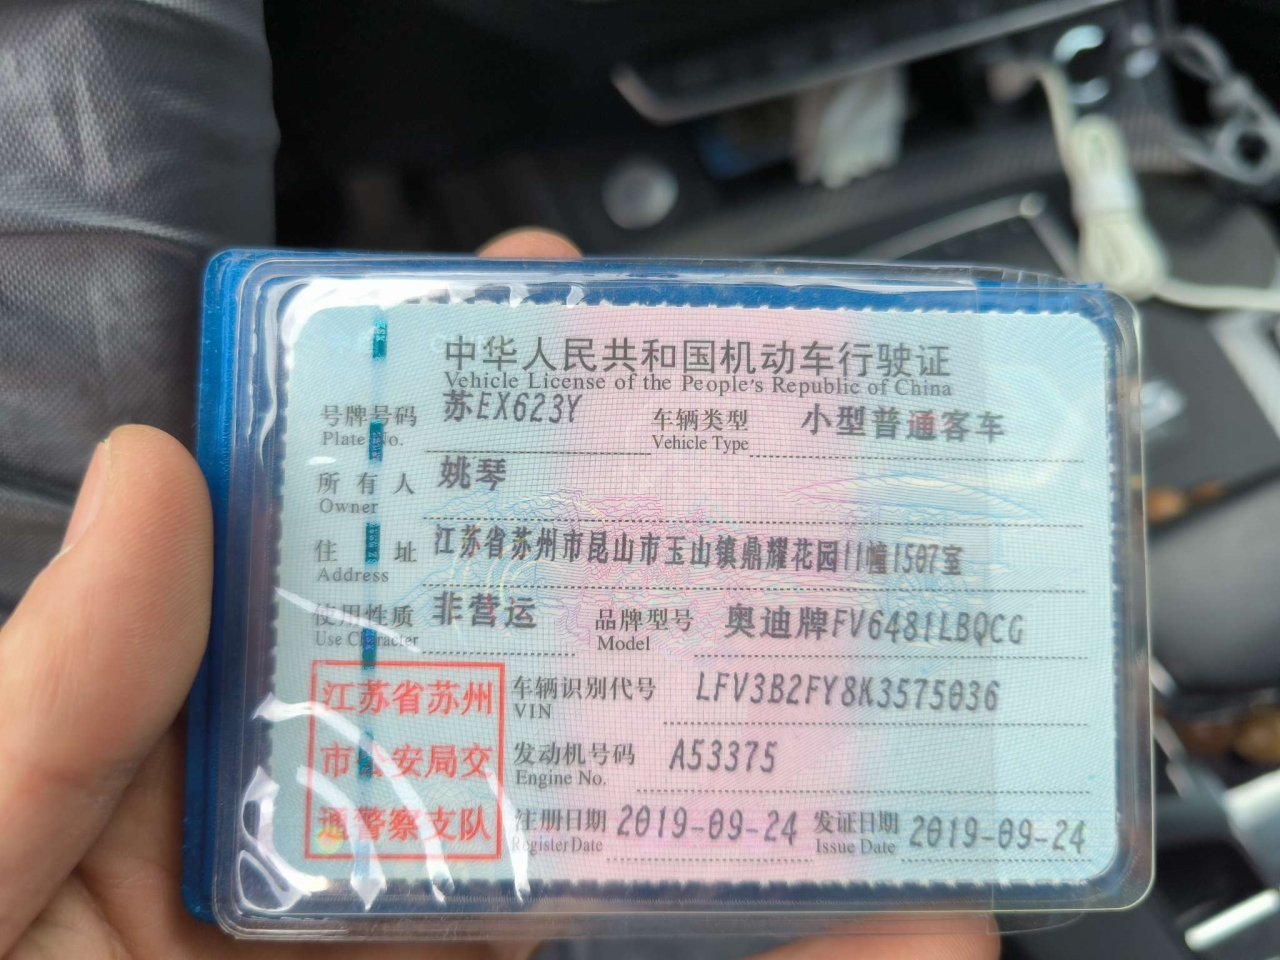 中华人民共和国机动车行驶证
Vehicle License of the People's Republic of China
号牌号码 苏EX623Y 车辆类型 小型普通客车
Plate No. Vehicle Type
所有人 姚琴
Owner
住址 江苏省苏州市昆山市玉山镇鼎耀花园11幢1507室
Address
使用性质 非营运 品牌型号 奥迪牌FV6481LBQCG
Use Character Model
江苏省苏州
市公安局交
通警察支队
车辆识别代号 LFV3B2FY8K3575036
VIN
发动机号码 A53375
Engine No.
注册日期 2019-09-24 发证日期 2019-09-24
Register Date Issue Date